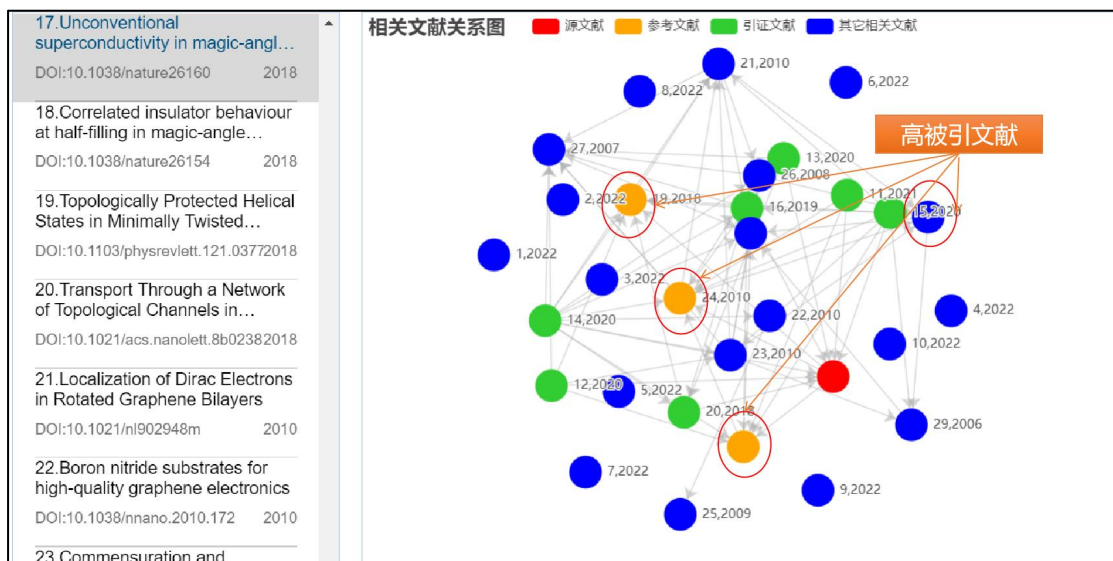 17.Unconventional
superconductivity in magic-angl...
DOI:10.1038/nature26160 2018
18.Correlated insulator behaviour
at half-filling in magic-angle...
DOI:10.1038/nature26154 2018
19.Topologically Protected Helical
States in Minimally Twisted...
DOI:10.1103/physrevlett.121.03772018
20.Transport Through a Network
of Topological Channels in...
DOI:10.1021/acs.nanolett.8b02382018
21.Localization of Dirac Electrons
in Rotated Graphene Bilayers
DOI:10.1021/nl902948m 2010
22.Boron nitride substrates for
high-quality graphene electronics
DOI:10.1038/nnano.2010.172 2010
23.Commensuration and
相关文献关系图 源文献 参考文献 引证文献 其它相关文献
21,2010
6,2022
8,2022
高被引文献
27,2007
13,2020
26,2008
2,2022
19,2018
11,2021
16,2019
15,2020
1,2022
3,2022
24,2010
4,2022
22,2010
14,2020
10,2022
23,2010
12,2020
5,2022
20,2018
29,2006
7,2022
9,2022
25,2009